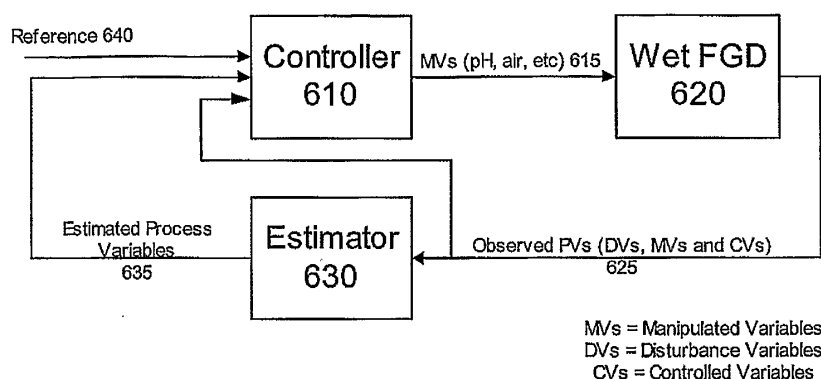 Reference 640
Controller
610
MVs (pH, air, etc) 615
Wet FGD
620
Estimated Process
Variables
635
Estimator
630
Observed PVs (DVs, MVs and CVs)
625
MVs = Manipulated Variables
DVs = Disturbance Variables
CVs = Controlled Variables